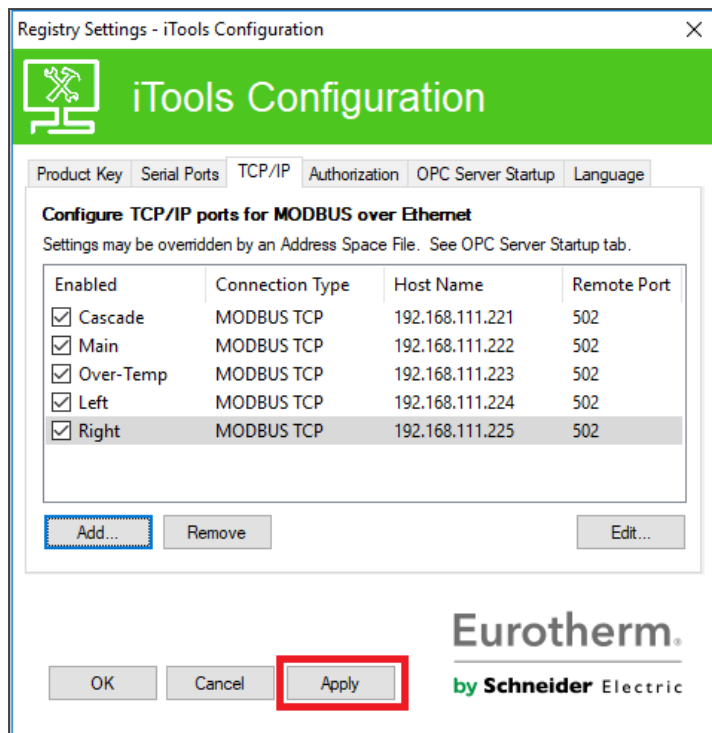 Registry Settings - iTools Configuration
iTools Configuration
Product Key Serial Ports TCP/IP Authorization OPC Server Startup Language
Configure TCP/IP ports for MODBUS over Ethernet
Settings may be overridden by an Address Space File. See OPC Server Startup tab.
Enabled Connection Type Host Name Remote Port
Cascade MODBUS TCP 192.168.111.221 502
Main MODBUS TCP 192.168.111.222 502
Over-Temp MODBUS TCP 192.168.111.223 502
Left MODBUS TCP 192.168.111.224 502
Right MODBUS TCP 192.168.111.225 502
Add... Remove Edit...
Eurotherm.
OK Cancel Apply by Schneider Electric